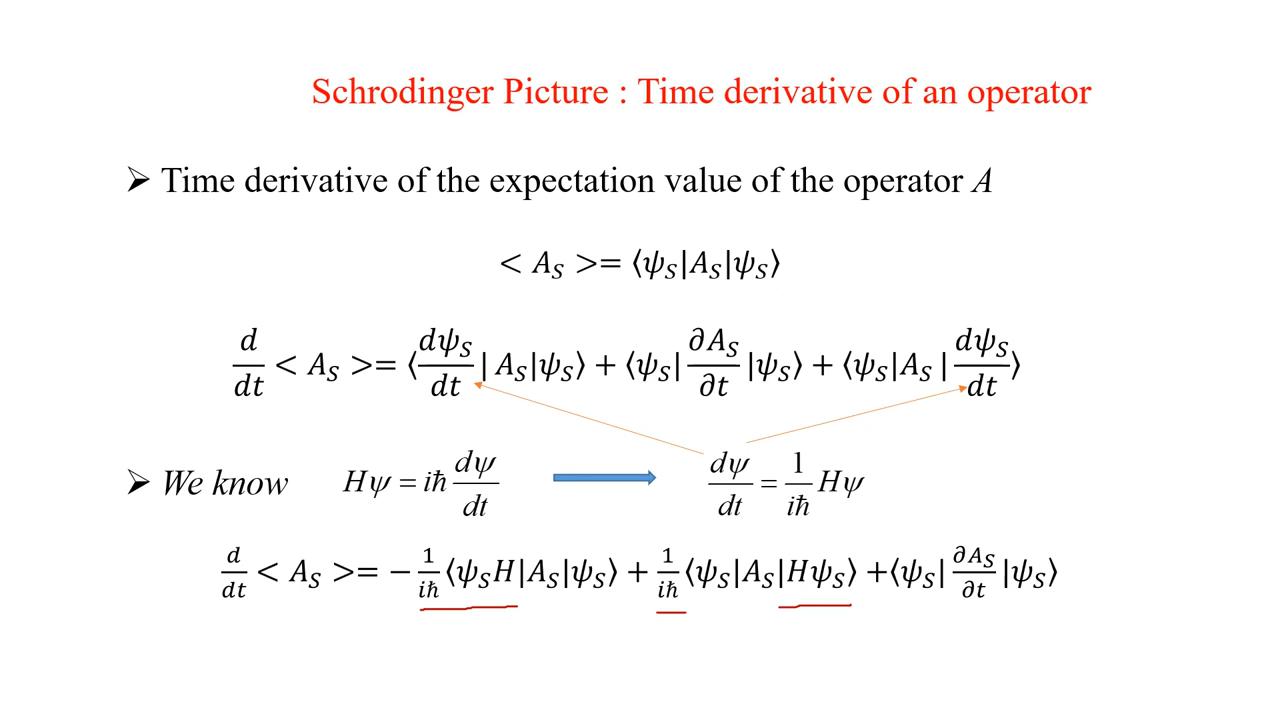 Schrodinger Picture : Time derivative of an operator
➢ Time derivative of the expectation value of the operator A
< A_S >= ⟨ψ_S|A_S|ψ_S⟩
d/dt < A_S >= ⟨dψ_S/dt | A_S|ψ_S⟩ + ⟨ψ_S| ∂A_S/∂t |ψ_S⟩ + ⟨ψ_S|A_S | dψ_S/dt⟩
➢ We know Hψ = iħ dψ/dt dψ/dt = 1/iħ Hψ
d/dt < A_S >= − 1/iħ ⟨ψ_S H|A_S|ψ_S⟩ + 1/iħ ⟨ψ_S|A_S|Hψ_S⟩ +⟨ψ_S| ∂A_S/∂t |ψ_S⟩